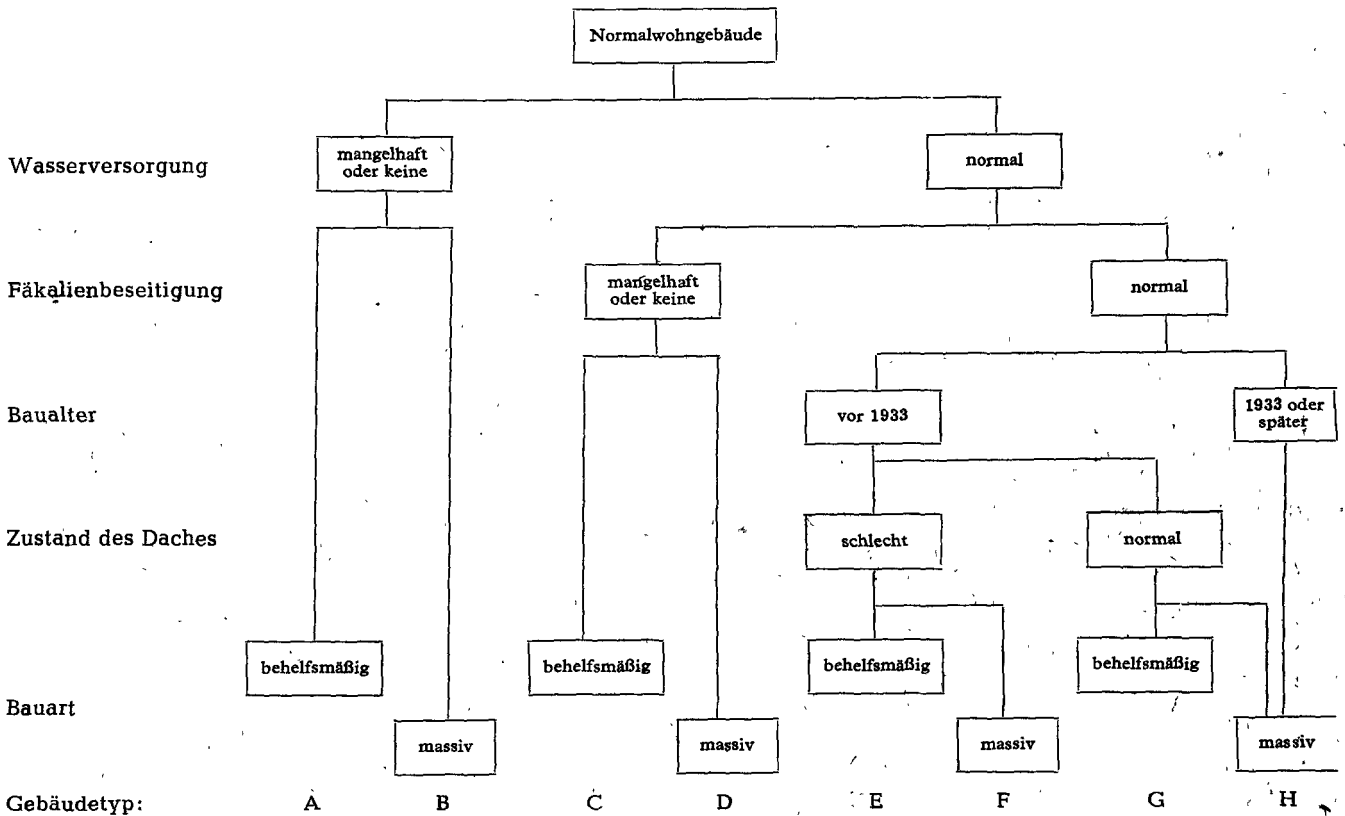 Normalwohngebäude
Wasserversorgung
mangelhaft
oder keine
normal
Fäkalienbeseitigung
mangelhaft
oder keine
normal
Baualter
vor 1933
1933 oder
später
Zustand des Daches
schlecht
normal
Bauart
behelfsmäßig
behelfsmäßig
behelfsmäßig
behelfsmäßig
massiv
massiv
massiv
massiv
Gebäudetyp: A B C D E F G H